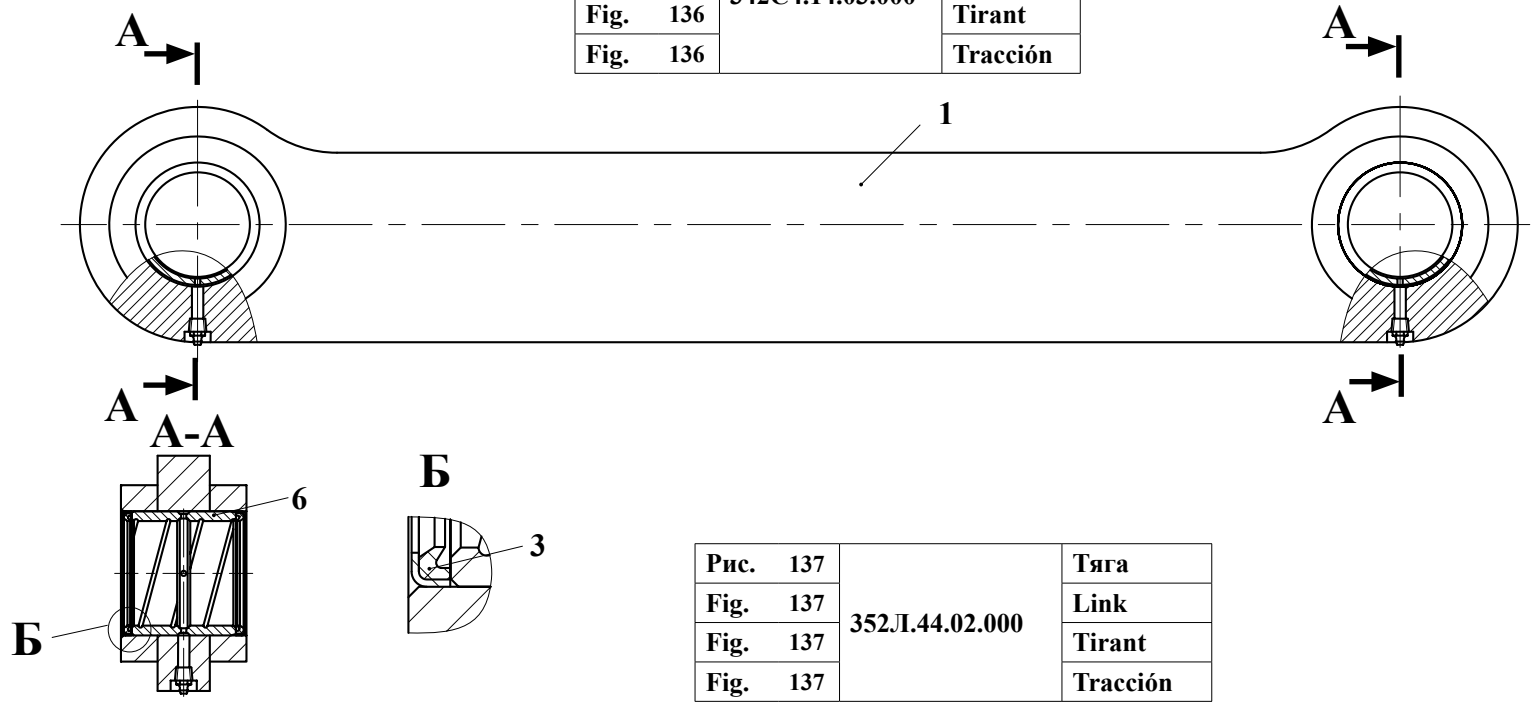 Fig. 136 Tirant
Fig. 136 Tracción
А А
1
А А
А-А
6
Б
Б
3
Рис. 137 Тяга
Fig. 137 Link
352Л.44.02.000
Fig. 137 Tirant
Fig. 137 Tracción